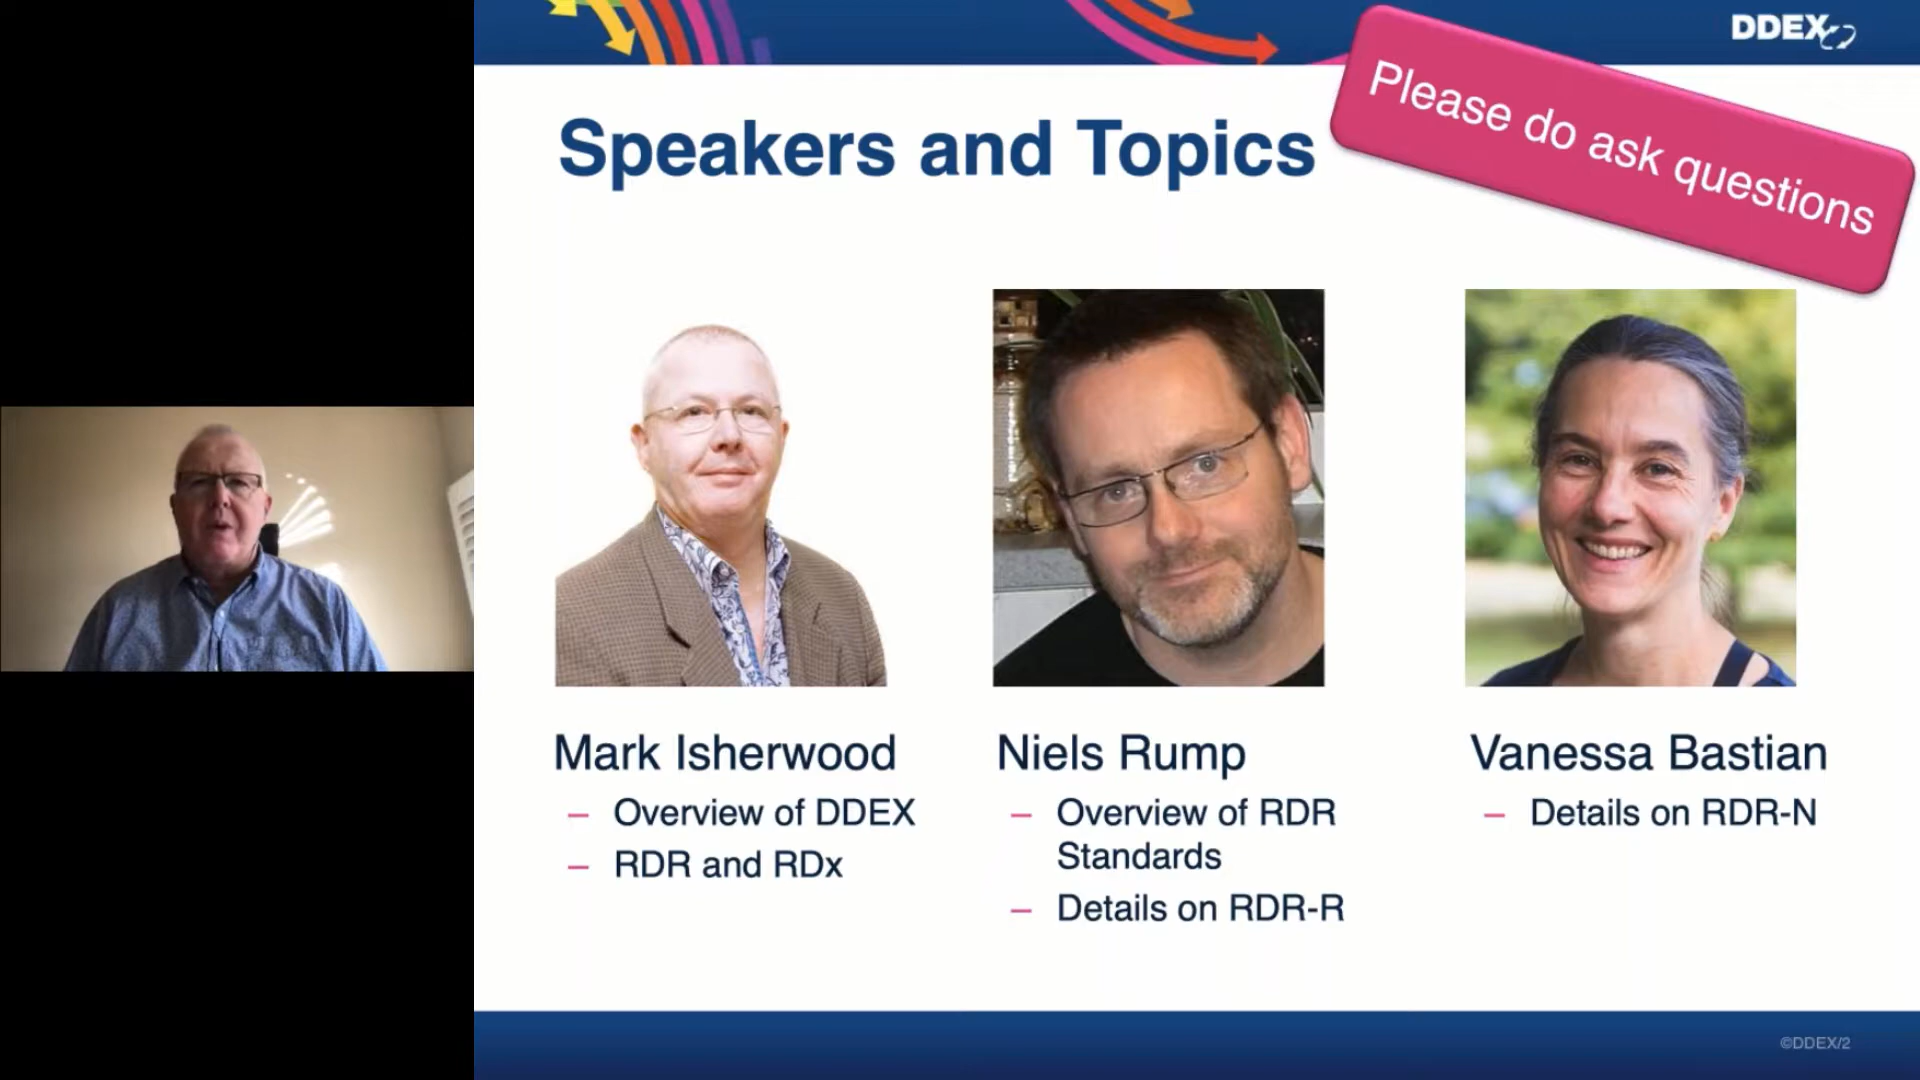 DDEX
Please do ask questions
Speakers and Topics
Mark Isherwood
– Overview of DDEX
– RDR and RDx
Niels Rump
– Overview of RDR
Standards
– Details on RDR-R
Vanessa Bastian
– Details on RDR-N
©DDEX/2